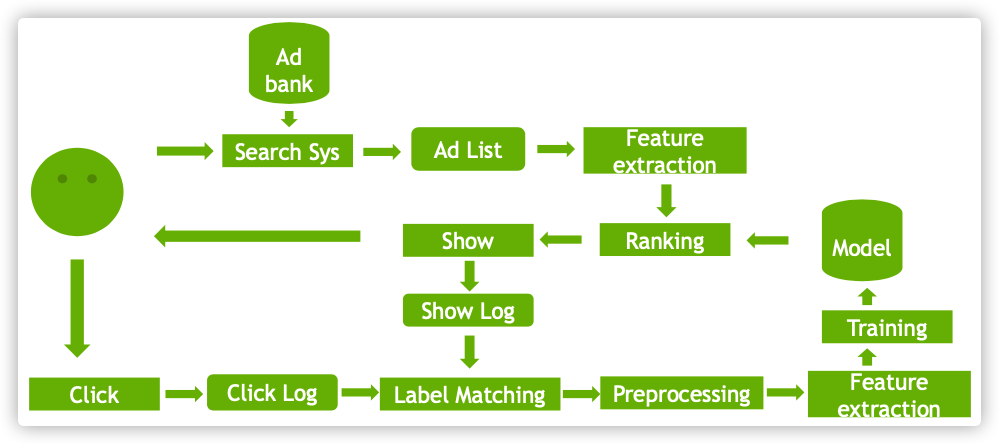 Ad
bank
Search Sys
Ad List
Feature
extraction
Show
Ranking
Model
Show Log
Training
Click
Click Log
Label Matching
Preprocessing
Feature
extraction